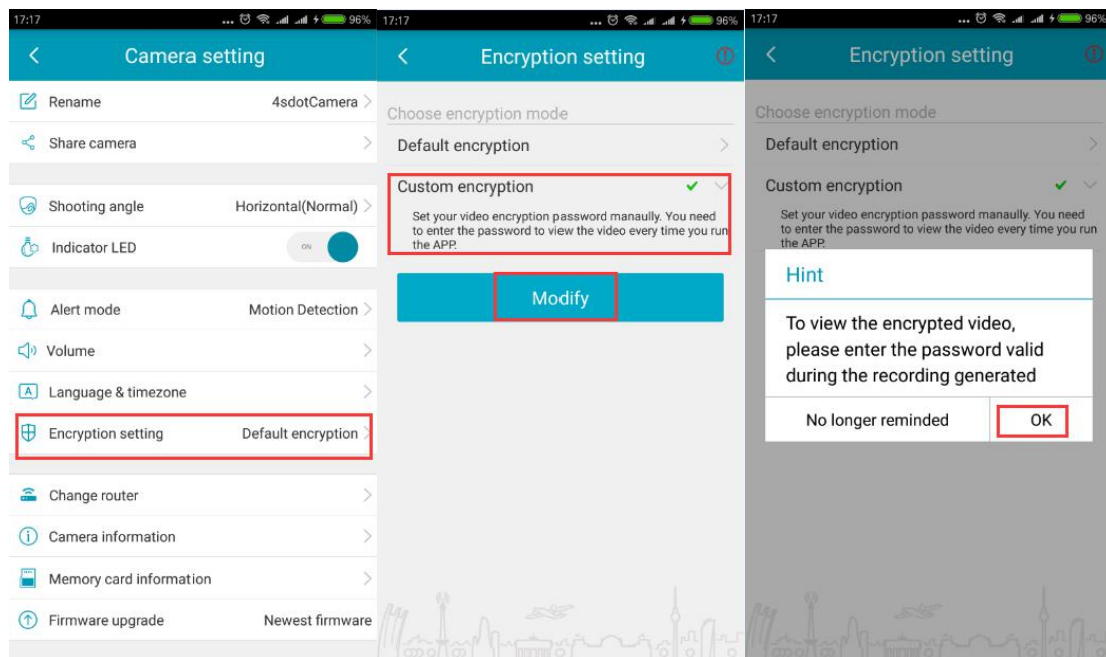 17:17
... 96%
Camera setting
Rename 4sdotCamera
Share camera
Shooting angle Horizontal(Normal)
Indicator LED ON
Alert mode Motion Detection
Volume
A Language & timezone
Encryption setting Default encryption
Change router
Camera information
Memory card information
Firmware upgrade Newest firmware
17:17
... 96%
Encryption setting
Choose encryption mode
Default encryption
Custom encryption
Set your video encryption password manaully. You need
to enter the password to view the video every time you run
the APP.
Modify
17:17
... 96%
Encryption setting
Choose encryption mode
Default encryption
Custom encryption
Set your video encryption password manaully. You need
to enter the password to view the video every time you run
the APP.
Hint
To view the encrypted video,
please enter the password valid
during the recording generated
No longer reminded OK